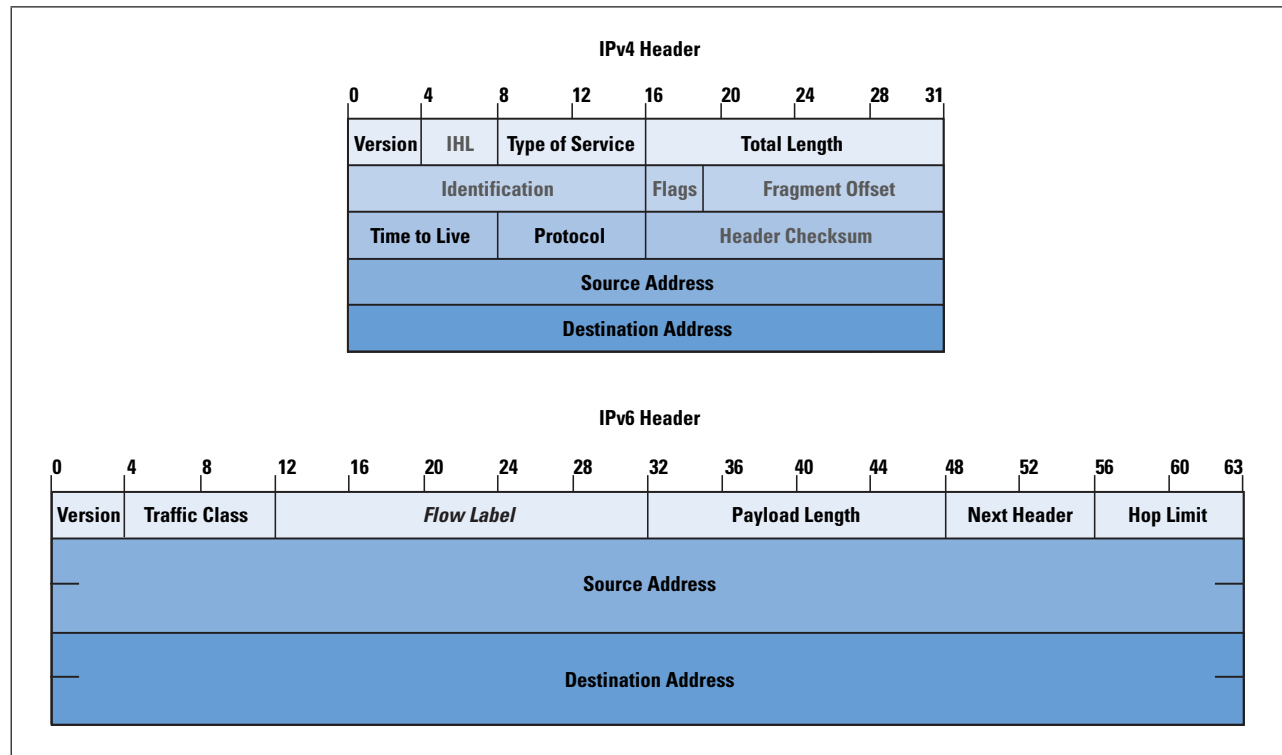 IPv4 Header
0 4 8 12 16 20 24 28 31
Version IHL Type of Service Total Length
Identification Flags Fragment Offset
Time to Live Protocol Header Checksum
Source Address
Destination Address
IPv6 Header
0 4 8 12 16 20 24 28 32 36 40 44 48 52 56 60 63
Version Traffic Class Flow Label Payload Length Next Header Hop Limit
Source Address
Destination Address